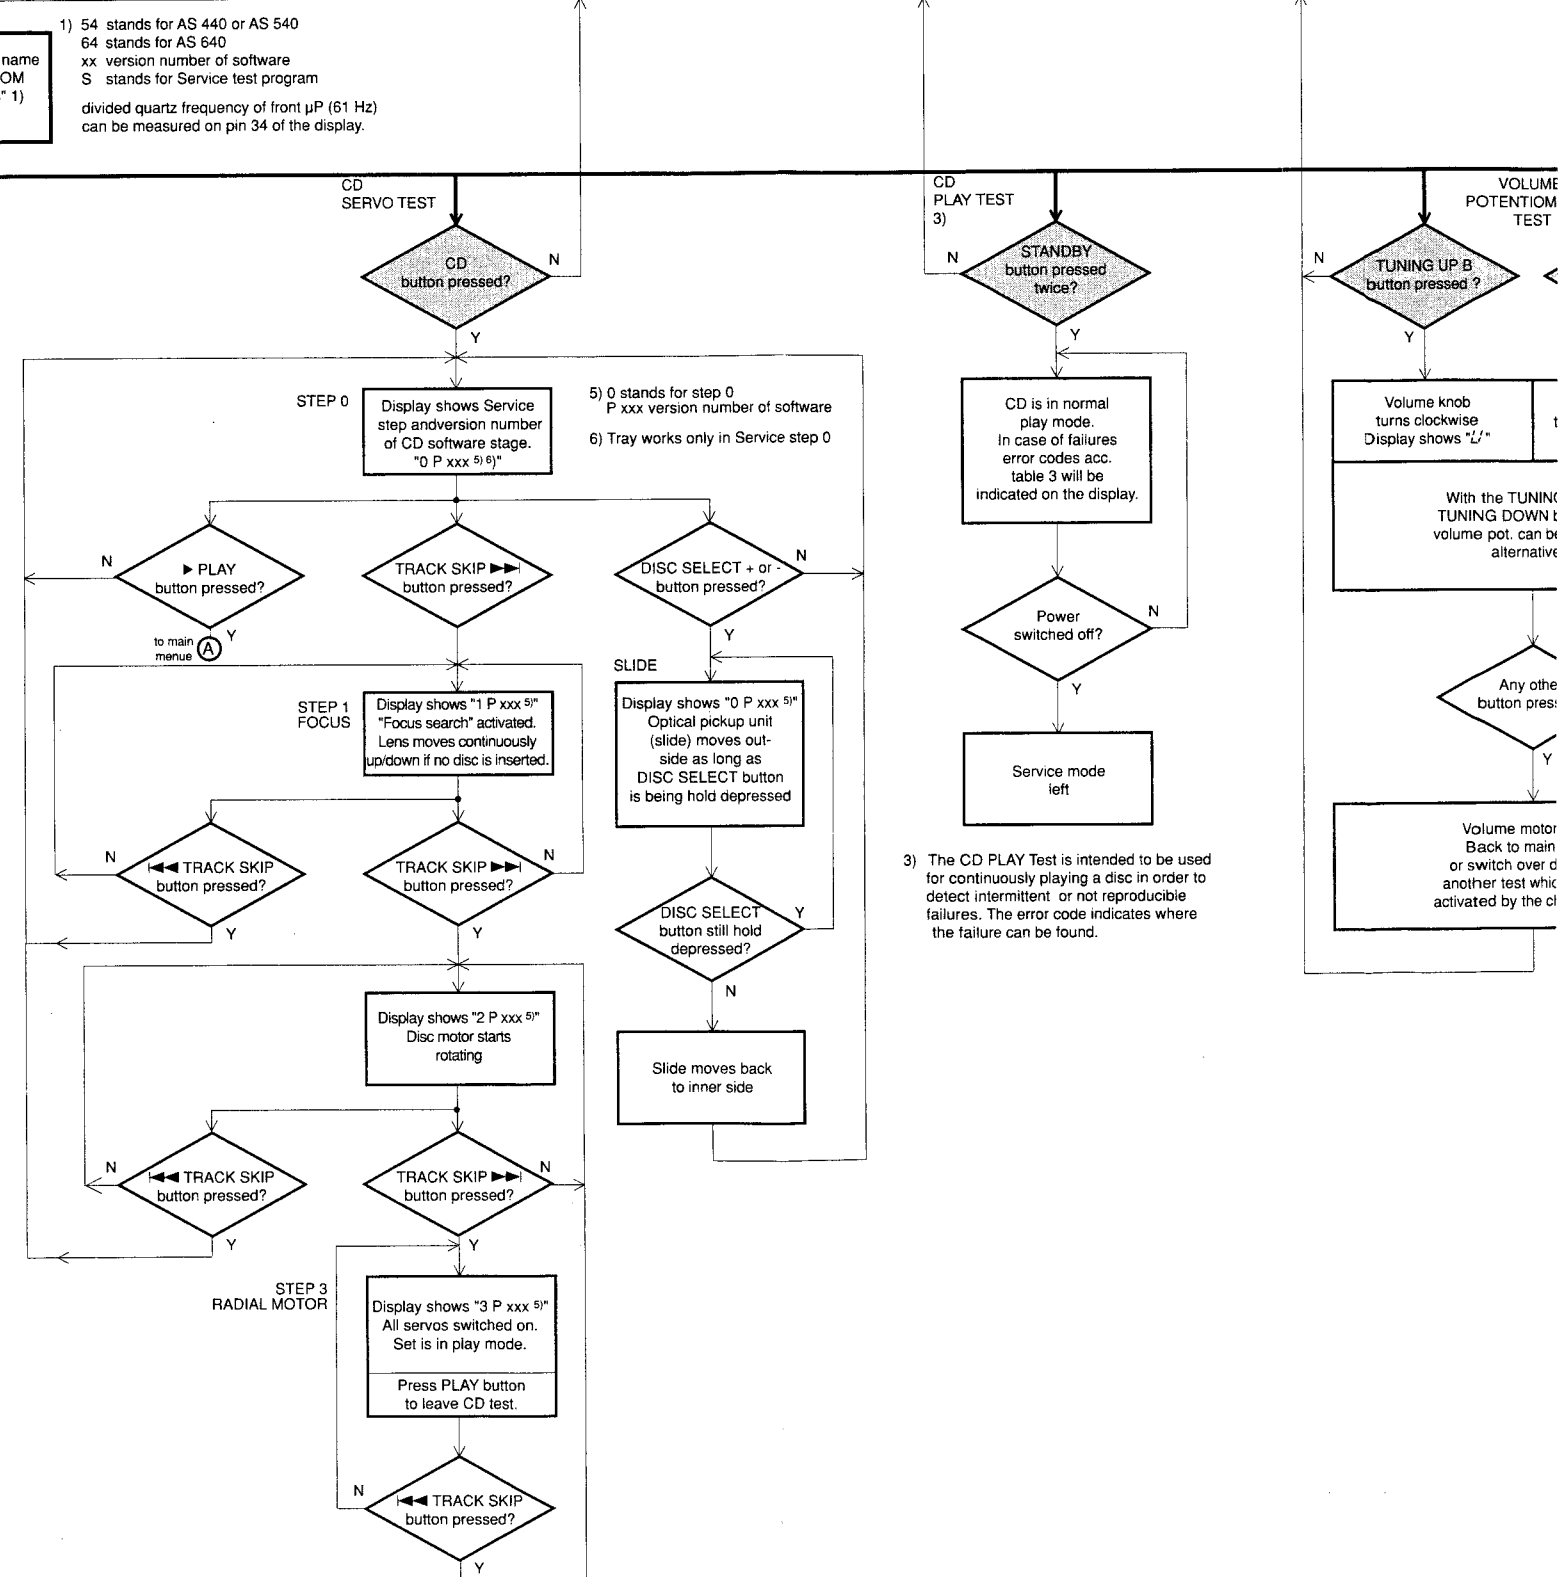 1) 54 stands for AS 440 or AS 540
64 stands for AS 640
xx version number of software
S stands for Service test program
divided quartz frequency of front µP (61 Hz)
can be measured on pin 34 of the display.
name
OM
" 1)
CD
SERVO TEST
CD
button pressed?
N
Y
STEP 0
Display shows Service
step andversion number
of CD software stage.
"0 P xxx 5) 6)"
5) 0 stands for step 0
P xxx version number of software
6) Tray works only in Service step 0
N
▶ PLAY
button pressed?
Y
to main
menue
A
TRACK SKIP ▶▶|
button pressed?
DISC SELECT + or -
button pressed?
N
Y
STEP 1
FOCUS
Display shows "1 P xxx 5)"
"Focus search" activated.
Lens moves continuously
up/down if no disc is inserted.
N
|◀◀ TRACK SKIP
button pressed?
Y
TRACK SKIP ▶▶|
button pressed?
N
Y
Display shows "2 P xxx 5)"
Disc motor starts
rotating
N
|◀◀ TRACK SKIP
button pressed?
Y
TRACK SKIP ▶▶|
button pressed?
N
Y
STEP 3
RADIAL MOTOR
Display shows "3 P xxx 5)"
All servos switched on.
Set is in play mode.
Press PLAY button
to leave CD test.
N
|◀◀ TRACK SKIP
button pressed?
Y
SLIDE
Display shows "0 P xxx 5)"
Optical pickup unit
(slide) moves out-
side as long as
DISC SELECT button
is being hold depressed
DISC SELECT
button still hold
depressed?
Y
N
Slide moves back
to inner side
CD
PLAY TEST
3)
N
STANDBY
button pressed
twice?
Y
CD is in normal
play mode.
In case of failures
error codes acc.
table 3 will be
indicated on the display.
Power
switched off?
N
Y
Service mode
left
3) The CD PLAY Test is intended to be used
for continuously playing a disc in order to
detect intermittent or not reproducible
failures. The error code indicates where
the failure can be found.
VOLUME
POTENTIOM
TEST
N
TUNING UP B
button pressed ?
Y
Volume knob
turns clockwise
Display shows
t
With the TUNING
TUNING DOWN b
volume pot. can be
alternative
Any othe
button press
Y
Volume motor
Back to main
or switch over d
another test whic
activated by the cl